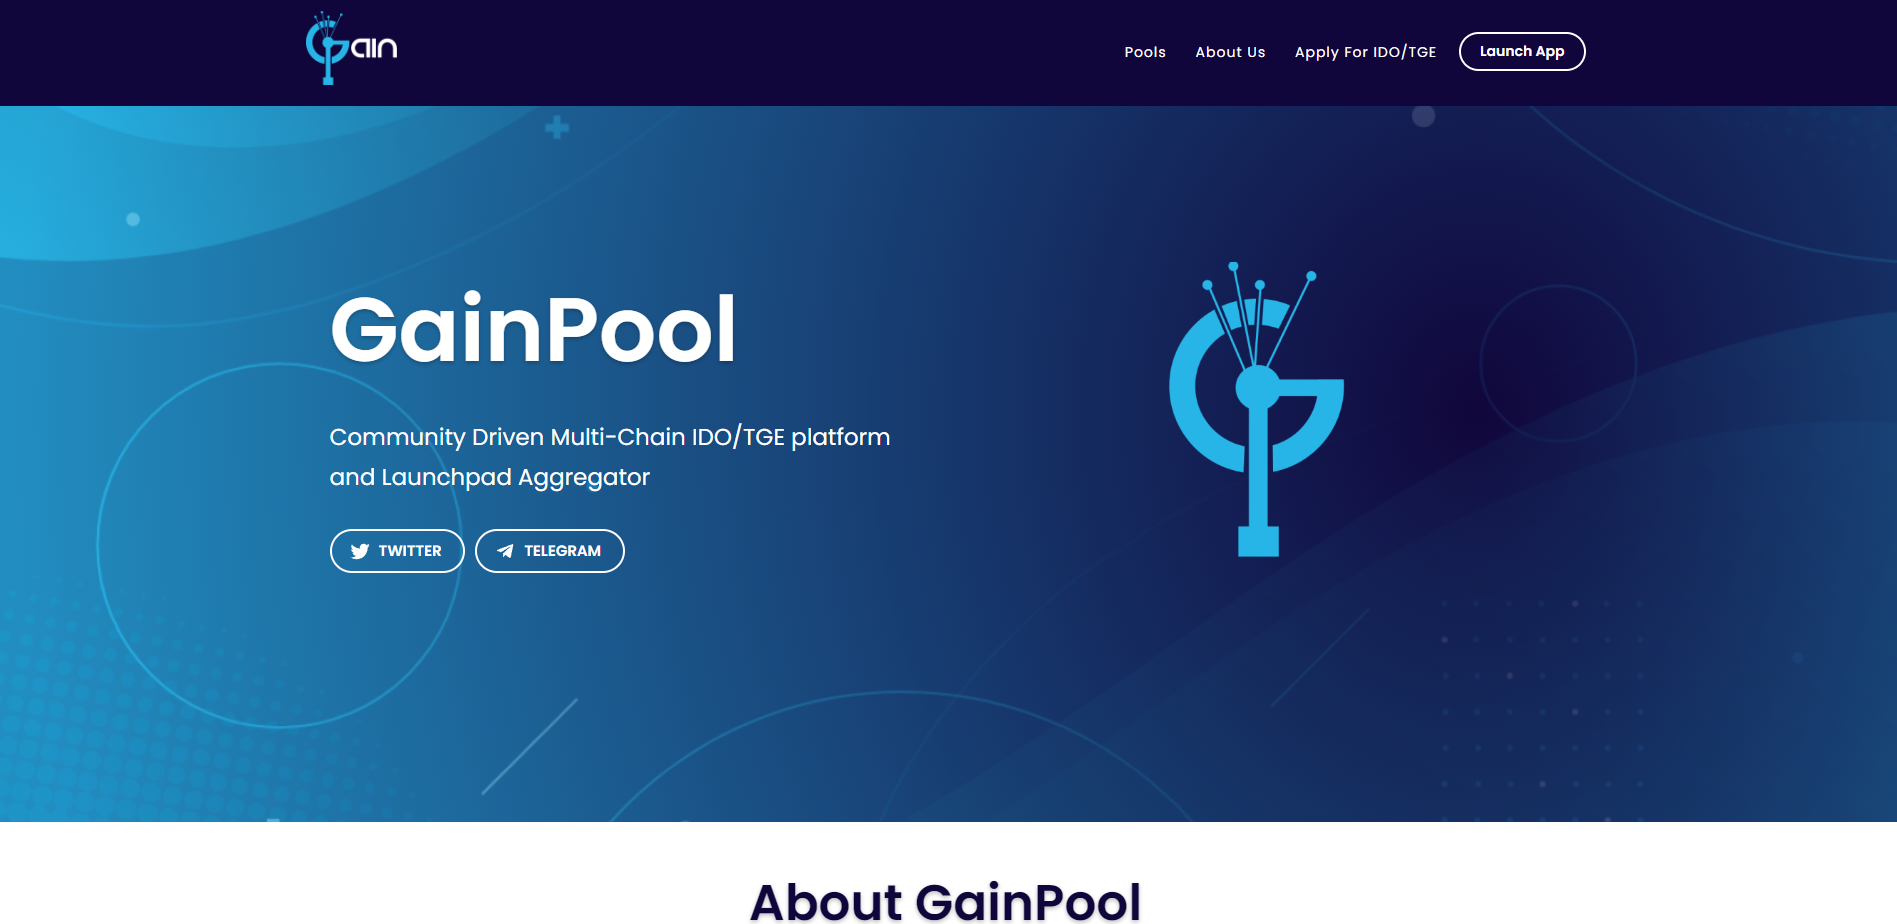 Gain
Pools
About Us
Apply For IDO/TGE
Launch App
GainPool
Community Driven Multi-Chain IDO/TGE platform
and Launchpad Aggregator
TWITTER
TELEGRAM
About GainPool